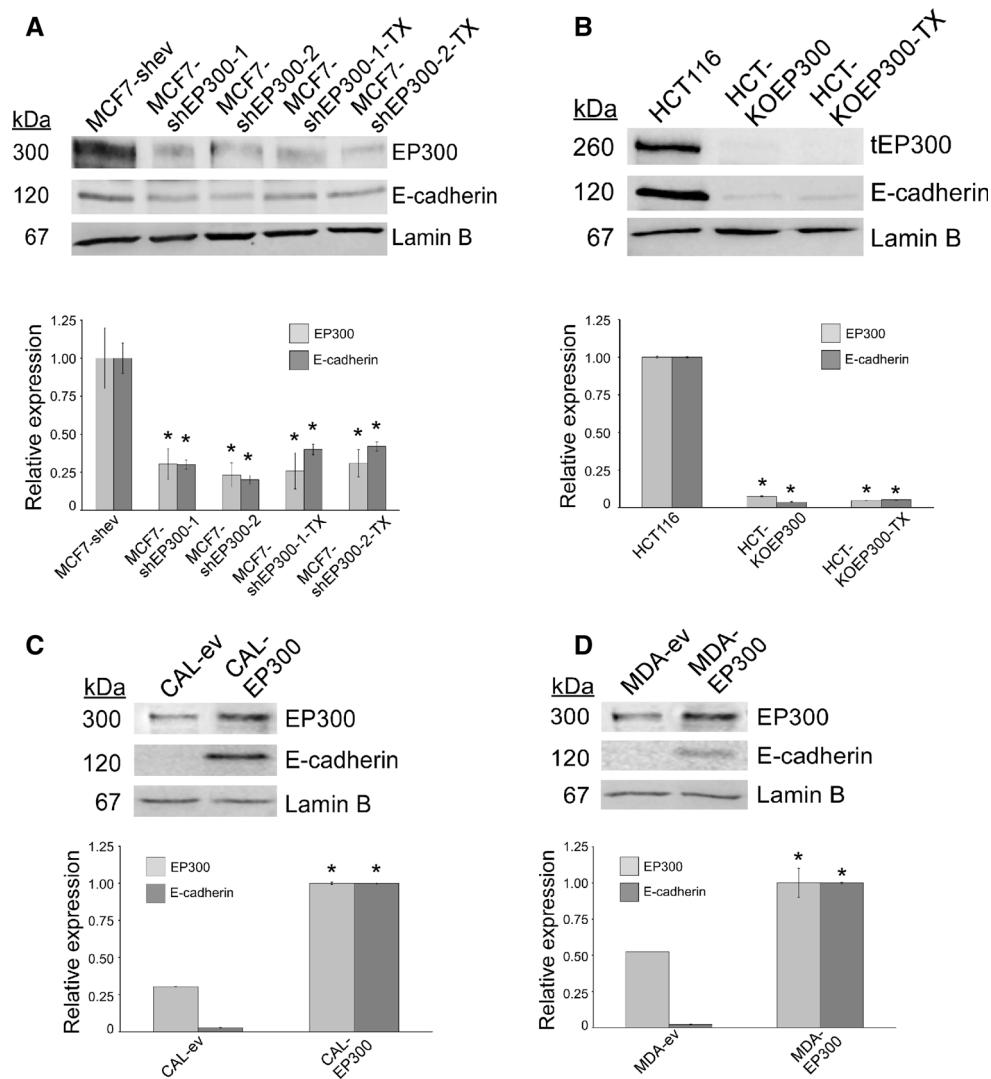 A
MCF7-shev
MCF7-
shEP300-1
MCF7-
shEP300-2
MCF7-
shEP300-1-TX
MCF7-
shEP300-2-TX
kDa
300
EP300
120
E-cadherin
67
Lamin B
Relative expression
1.25
1.00
0.75
0.50
0.25
0
EP300
E-cadherin
* * * * * * * *
MCF7-shev
MCF7-
shEP300-1
MCF7-
shEP300-2
MCF7-
shEP300-1-TX
MCF7-
shEP300-2-TX
B
HCT116
HCT-
KOEP300
HCT-
KOEP300-TX
kDa
260
tEP300
120
E-cadherin
67
Lamin B
Relative expression
1.25
1.00
0.75
0.50
0.25
0
EP300
E-cadherin
* * * *
HCT116
HCT-
KOEP300
HCT-
KOEP300-TX
C
CAL-ev
CAL-
EP300
kDa
300
EP300
120
E-cadherin
67
Lamin B
Relative expression
1.25
1.00
0.75
0.50
0.25
0
EP300
E-cadherin
* *
CAL-ev
CAL-
EP300
D
MDA-ev
MDA-
EP300
kDa
300
EP300
120
E-cadherin
67
Lamin B
Relative expression
1.25
1.00
0.75
0.50
0.25
0
EP300
E-cadherin
* *
MDA-ev
MDA-
EP300